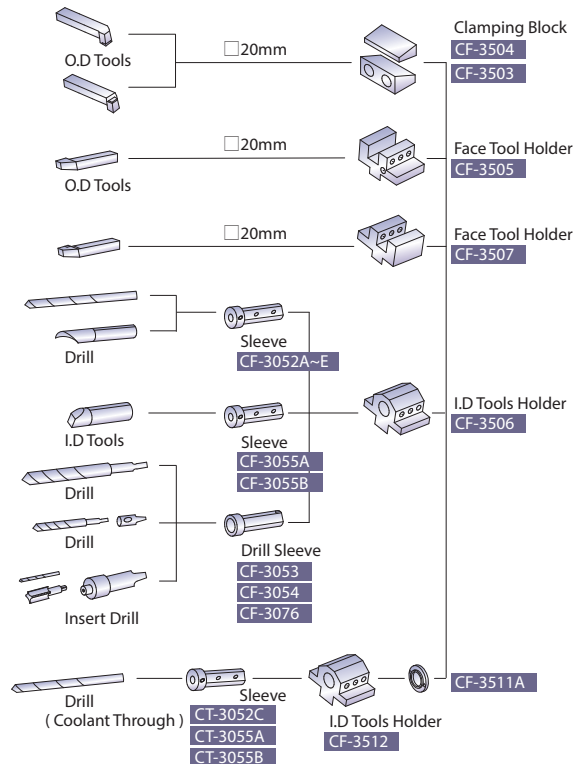 Clamping Block
CF-3504
CF-3503
□20mm
O.D Tools
□20mm
Face Tool Holder
CF-3505
O.D Tools
□20mm
Face Tool Holder
CF-3507
Drill
Sleeve
CF-3052A~E
I.D Tools Holder
CF-3506
I.D Tools
Sleeve
CF-3055A
CF-3055B
Drill
Drill
Drill Sleeve
CF-3053
CF-3054
CF-3076
Insert Drill
CF-3511A
Drill
( Coolant Through )
Sleeve
CT-3052C
CT-3055A
CT-3055B
I.D Tools Holder
CF-3512